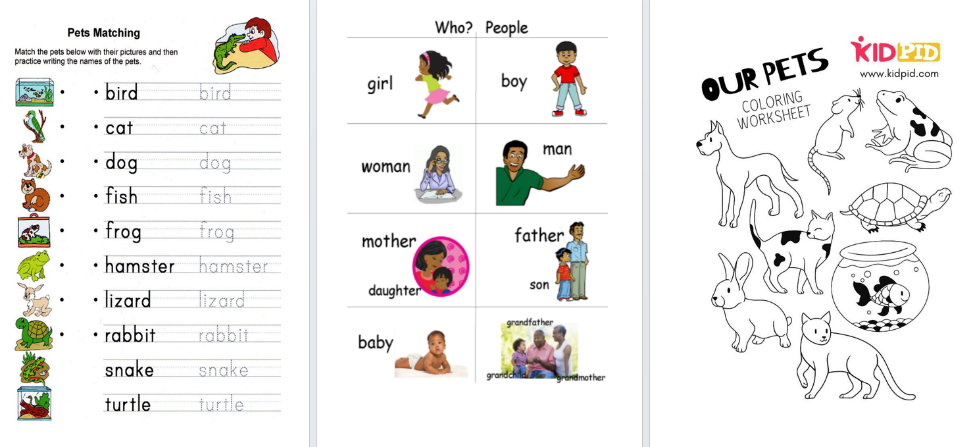 Pets Matching
Match the pets below with their pictures and then
practice writing the names of the pets.
bird bird
cat cat
dog dog
fish fish
frog frog
hamster hamster
lizard lizard
rabbit rabbit
snake snake
turtle turtle
Who? People
girl boy
woman man
mother father
daughter son
baby grandfather
grandchild grandmother
KIDPID
www.kidpid.com
OUR PETS
COLORING
WORKSHEET